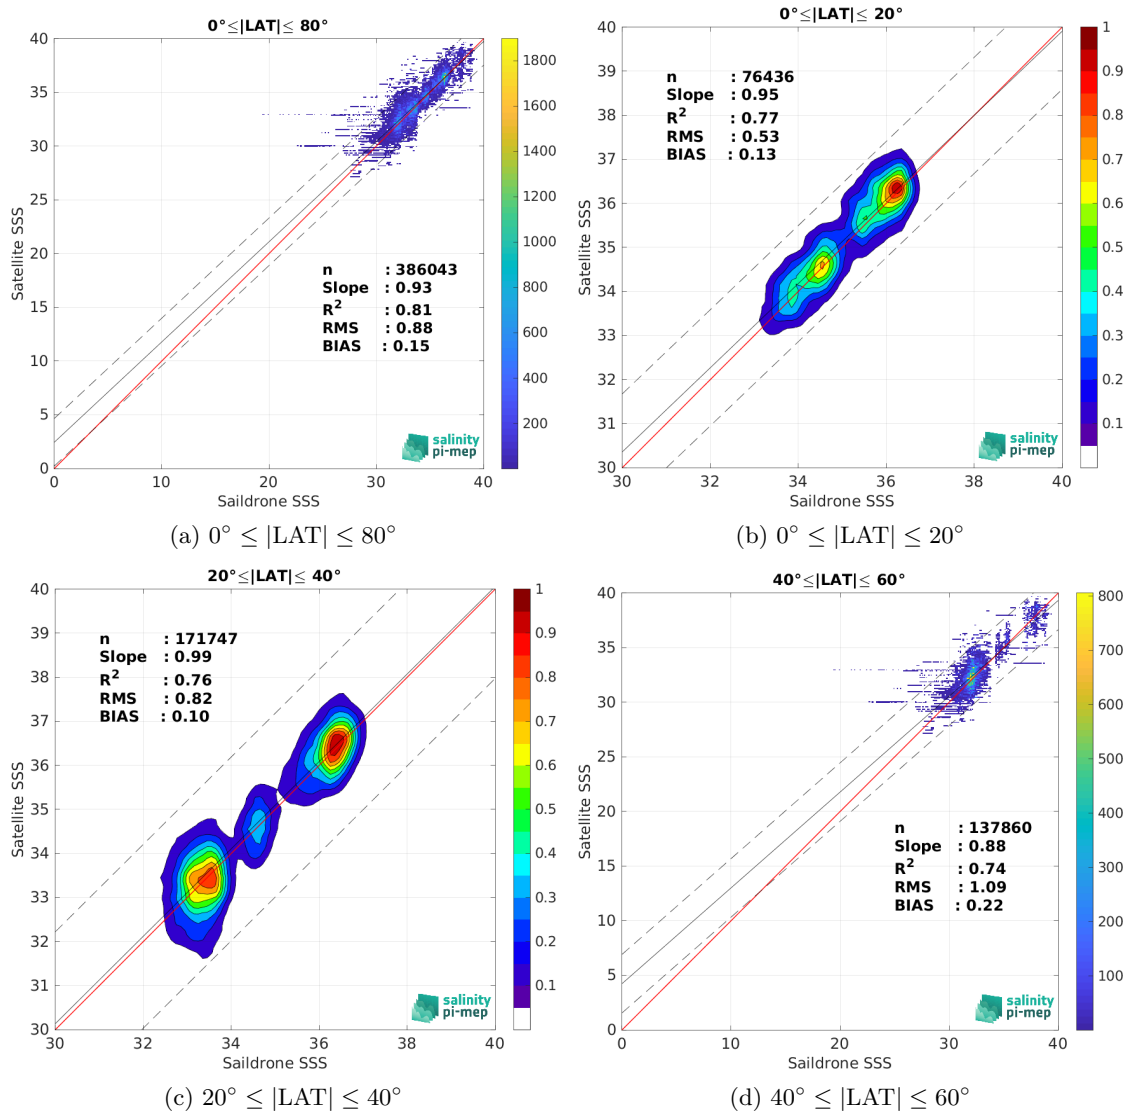 0°≤|LAT|≤ 80°
40
35
30
25
20
15
10
5
0
0
10
20
30
40
Satellite SSS
Saildrone SSS
n : 386043
Slope : 0.93
R² : 0.81
RMS : 0.88
BIAS : 0.15
1800
1600
1400
1200
1000
800
600
400
200
salinity
pi-mep
(a) 0° ≤ |LAT| ≤ 80°
0°≤|LAT|≤ 20°
40
39
38
37
36
35
34
33
32
31
30
30
32
34
36
38
40
Satellite SSS
Saildrone SSS
n : 76436
Slope : 0.95
R² : 0.77
RMS : 0.53
BIAS : 0.13
1
0.9
0.8
0.7
0.6
0.5
0.4
0.3
0.2
0.1
salinity
pi-mep
(b) 0° ≤ |LAT| ≤ 20°
20°≤|LAT|≤ 40°
40
39
38
37
36
35
34
33
32
31
30
30
32
34
36
38
40
Satellite SSS
Saildrone SSS
n : 171747
Slope : 0.99
R² : 0.76
RMS : 0.82
BIAS : 0.10
1
0.9
0.8
0.7
0.6
0.5
0.4
0.3
0.2
0.1
salinity
pi-mep
(c) 20° ≤ |LAT| ≤ 40°
40°≤|LAT|≤ 60°
40
35
30
25
20
15
10
5
0
0
10
20
30
40
Satellite SSS
Saildrone SSS
n : 137860
Slope : 0.88
R² : 0.74
RMS : 1.09
BIAS : 0.22
800
700
600
500
400
300
200
100
salinity
pi-mep
(d) 40° ≤ |LAT| ≤ 60°